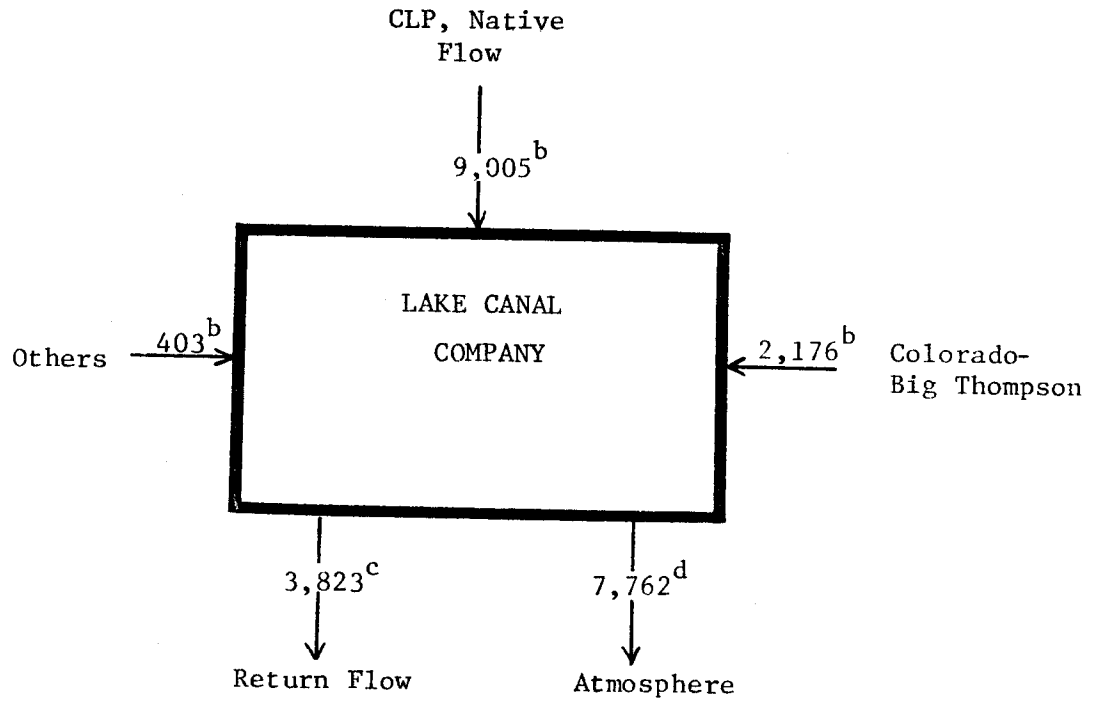 CLP, Native
Flow
9,005b
LAKE CANAL
COMPANY
Others
403b
2,176b
Colorado-
Big Thompson
3,823c
7,762d
Return Flow
Atmosphere